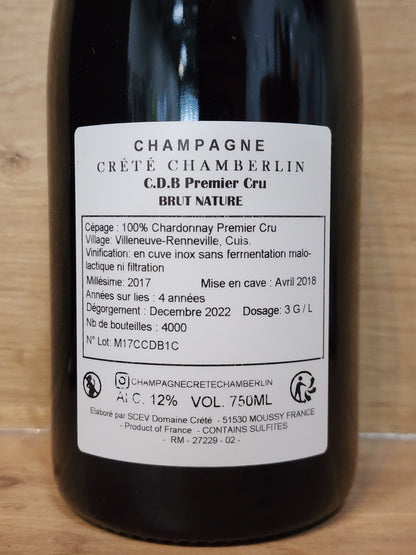 CHAMPAGNE
CRÉTÉ CHAMBERLIN
C.D.B Premier Cru
BRUT NATURE
Cépage : 100% Chardonnay Premier Cru
Village: Villeneuve-Renneville, Cuis.
Vinification: en cuve inox sans fermentation malo-
lactique ni filtration
Millésime: 2017 Mise en cave : Avril 2018
Années sur lies : 4 années
Dégorgement : Decembre 2022 Dosage: 3 G / L
Nb de bouteilles : 4000
N° Lot: M17CCDB1C
CHAMPAGNECRETECHAMBERLIN
Al C. 12% VOL. 750ML
Elaboré par SCEV Domaine Crété - 51530 MOUSSY FRANCE
- Product of France - CONTAINS SULFITES
- RM - 27229 - 02 -